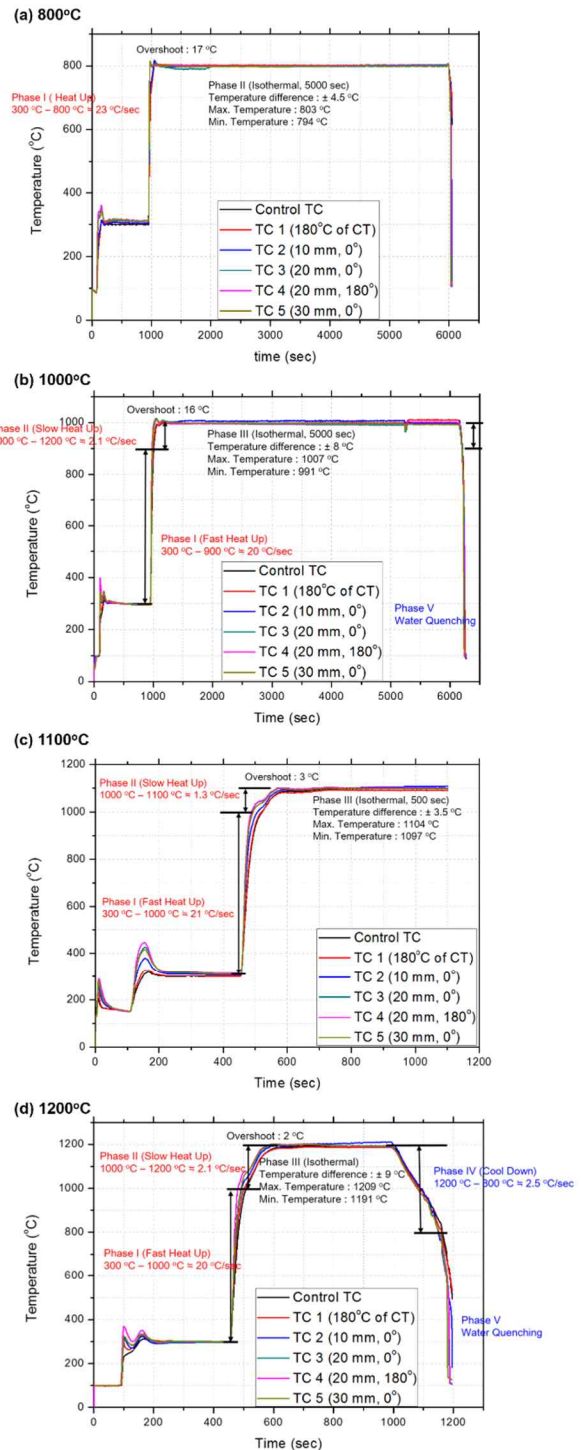 (a) 800°C
Overshoot : 17 °C
Phase I ( Heat Up)
300 °C – 800 °C ≈ 23 °C/sec
Phase II (Isothermal, 5000 sec)
Temperature difference : ± 4.5 °C
Max. Temperature : 803 °C
Min. Temperature : 794 °C
Temperature (°C)
800
600
400
200
0
Control TC
TC 1 (180°C of CT)
TC 2 (10 mm, 0°)
TC 3 (20 mm, 0°)
TC 4 (20 mm, 180°)
TC 5 (30 mm, 0°)
0 1000 2000 3000 4000 5000 6000
time (sec)
(b) 1000°C
Overshoot : 16 °C
hase II (Slow Heat Up)
00 °C – 1200 °C ≈ 2.1 °C/sec
Phase III (Isothermal, 5000 sec)
Temperature difference : ± 8 °C
Max. Temperature : 1007 °C
Min. Temperature : 991 °C
Phase I (Fast Heat Up)
300 °C – 900 °C ≈ 20 °C/sec
Temperature (°C)
1000
800
600
400
200
0
Control TC
TC 1 (180°C of CT)
TC 2 (10 mm, 0°)
TC 3 (20 mm, 0°)
TC 4 (20 mm, 180°)
TC 5 (30 mm, 0°)
Phase V
Water Quenching
0 1000 2000 3000 4000 5000 6000
Time (sec)
(c) 1100°C
Phase II (Slow Heat Up)
1000 °C – 1100 °C ≈ 1.3 °C/sec
Overshoot : 3 °C
Phase III (Isothermal, 500 sec)
Temperature difference : ± 3.5 °C
Max. Temperature : 1104 °C
Min. Temperature : 1097 °C
Phase I (Fast Heat Up)
300 °C – 1000 °C ≈ 21 °C/sec
Temperature (°C)
1200
1000
800
600
400
200
0
Control TC
TC 1 (180°C of CT)
TC 2 (10 mm, 0°)
TC 3 (20 mm, 0°)
TC 4 (20 mm, 180°)
TC 5 (30 mm, 0°)
0 200 400 600 800 1000 1200
Time (sec)
(d) 1200°C
Overshoot : 2 °C
Phase II (Slow Heat Up)
1000 °C – 1200 °C ≈ 2.1 °C/sec
Phase III (Isothermal)
Temperature difference : ± 9 °C
Max. Temperature : 1209 °C
Min. Temperature : 1191 °C
Phase IV (Cool Down)
1200 °C – 800 °C ≈ 2.5 °C/sec
Phase I (Fast Heat Up)
300 °C – 1000 °C ≈ 20 °C/sec
Temperature (°C)
1200
1000
800
600
400
200
0
Control TC
TC 1 (180°C of CT)
TC 2 (10 mm, 0°)
TC 3 (20 mm, 0°)
TC 4 (20 mm, 180°)
TC 5 (30 mm, 0°)
Phase V
Water Quenching
0 200 400 600 800 1000 1200
Time (sec)